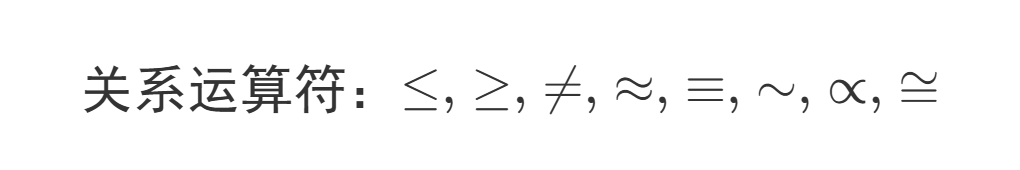 关系运算符：≤, ≥, ≠, ≈, ≡, ∼, ∝, ≅